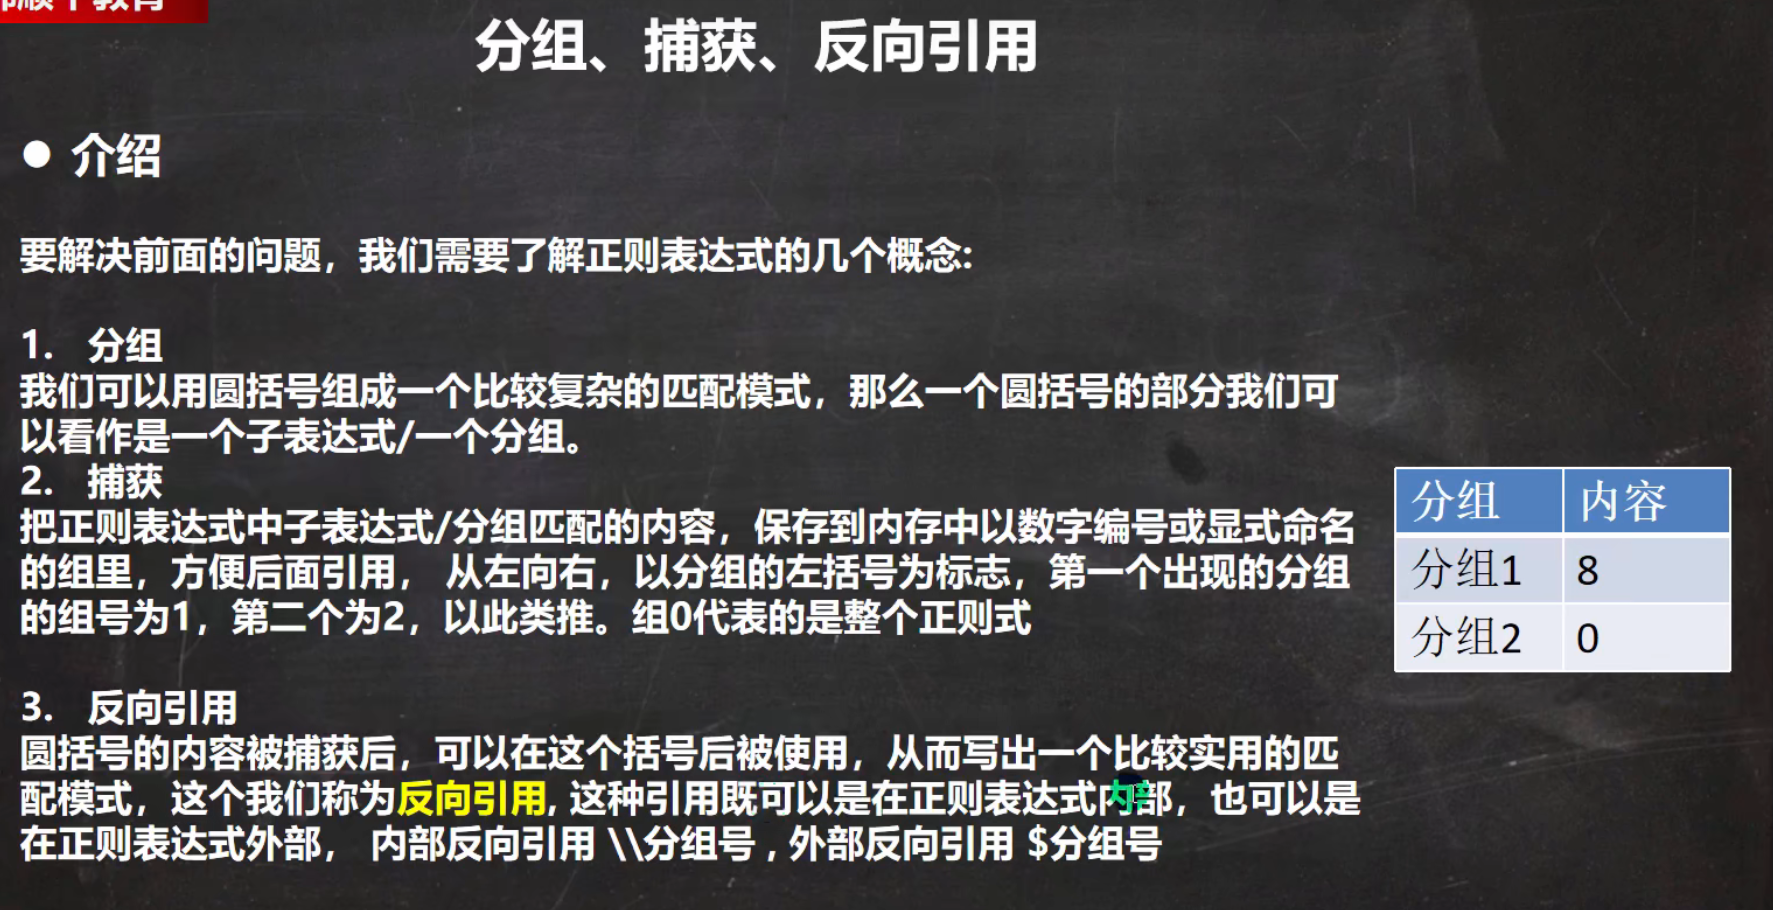 顺平教育
分组、捕获、反向引用
● 介绍
要解决前面的问题，我们需要了解正则表达式的几个概念:
1. 分组
我们可以用圆括号组成一个比较复杂的匹配模式，那么一个圆括号的部分我们可
以看作是一个子表达式/一个分组。
2. 捕获
把正则表达式中子表达式/分组匹配的内容，保存到内存中以数字编号或显式命名
的组里，方便后面引用， 从左向右，以分组的左括号为标志，第一个出现的分组
的组号为1，第二个为2，以此类推。组0代表的是整个正则式
分组 内容
分组1 8
分组2 0
3. 反向引用
圆括号的内容被捕获后，可以在这个括号后被使用，从而写出一个比较实用的匹
配模式，这个我们称为反向引用, 这种引用既可以是在正则表达式内部，也可以是
在正则表达式外部， 内部反向引用 \\分组号 , 外部反向引用 $分组号